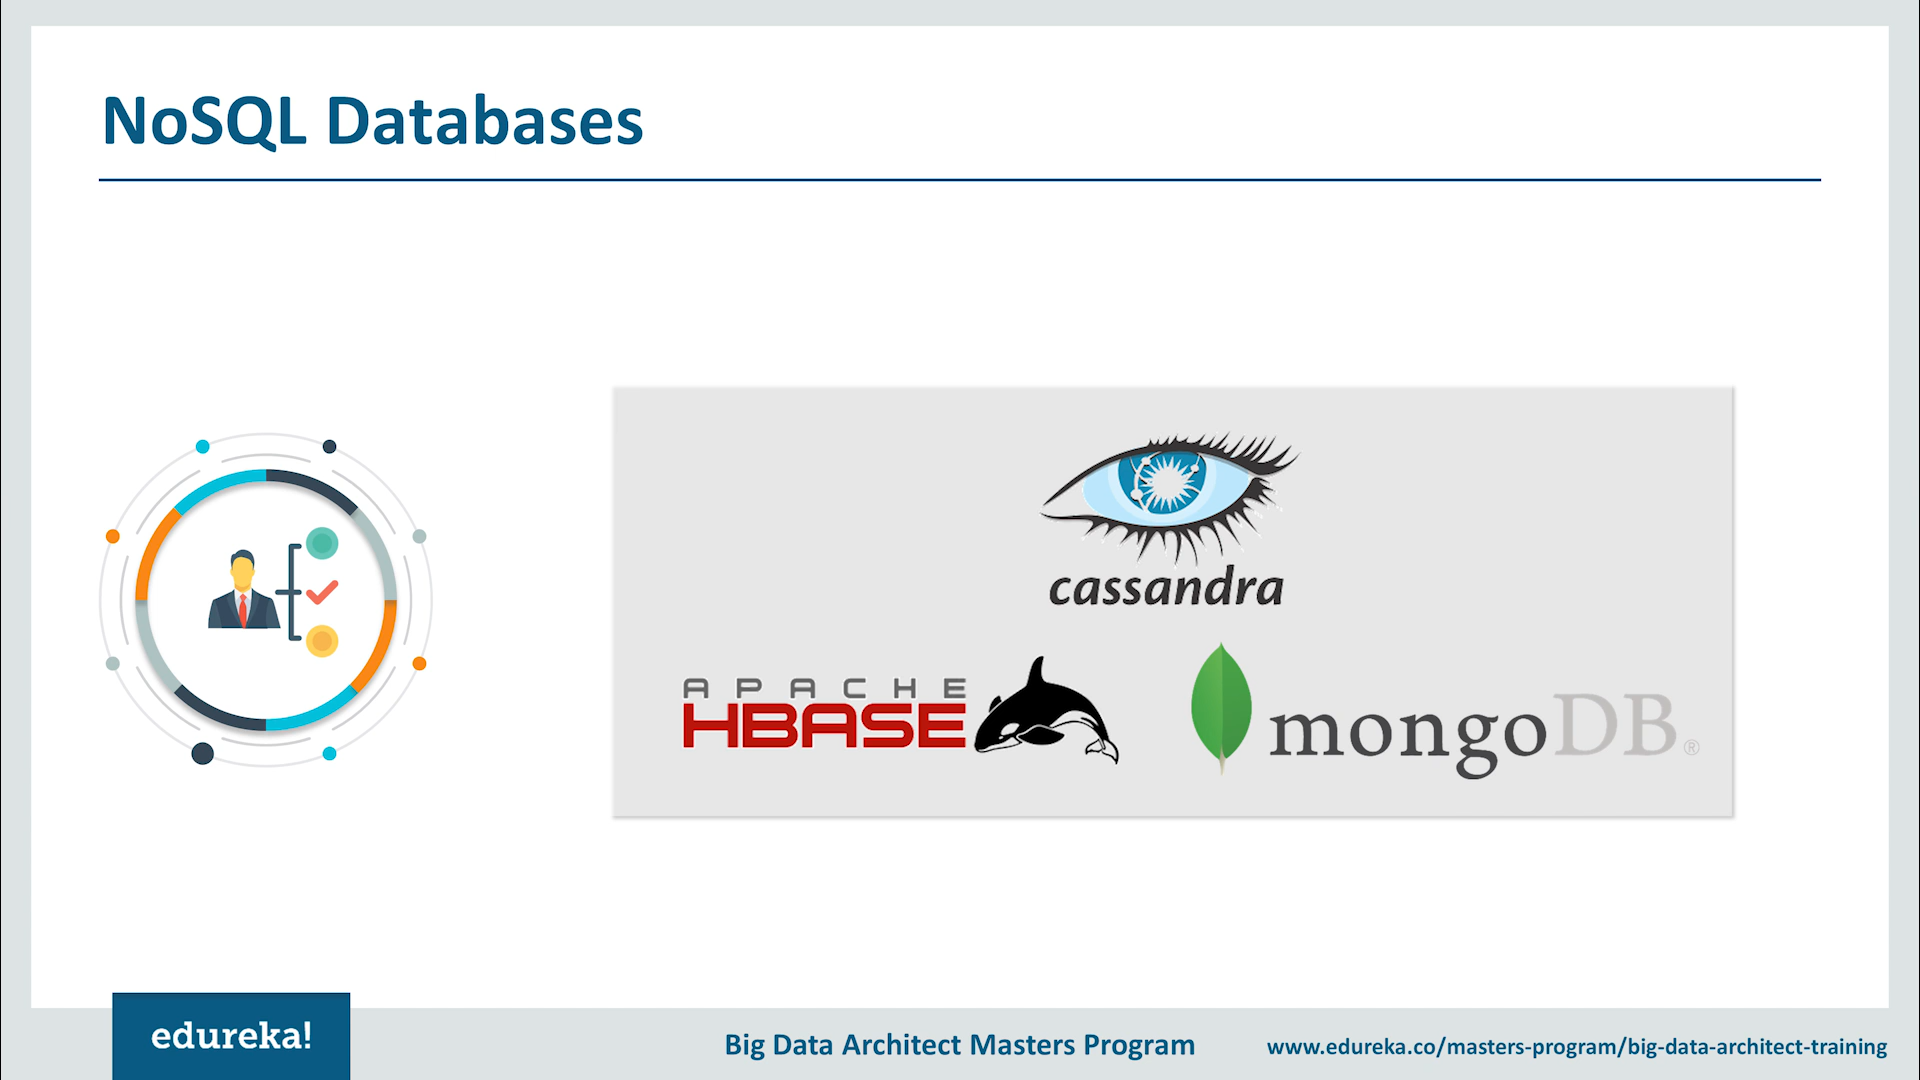 NoSQL Databases
cassandra
APACHE
HBASE
mongoDB®
edureka!
Big Data Architect Masters Program
www.edureka.co/masters-program/big-data-architect-training